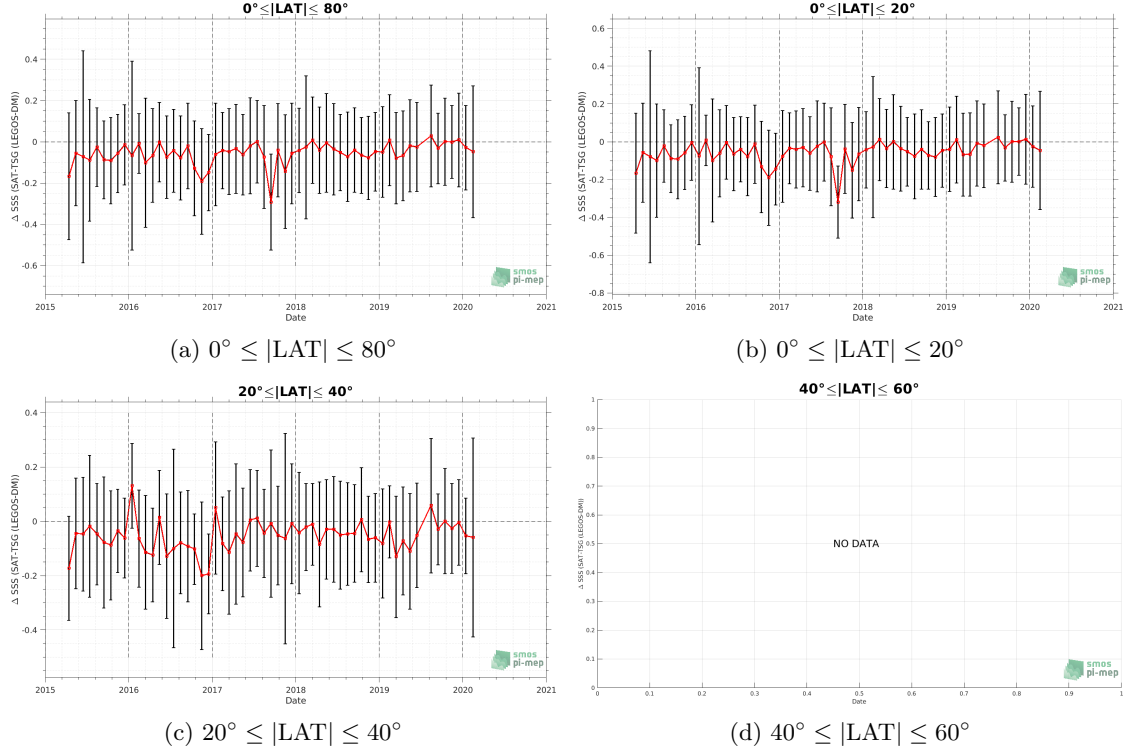 0°≤|LAT|≤ 80°
Δ SSS (SAT-TSG (LEGOS-DM))
0.4
0.2
0
-0.2
-0.4
-0.6
2015 2016 2017 2018 2019 2020 2021
Date
smos
pi-mep
(a) 0° ≤ |LAT| ≤ 80°
0°≤|LAT|≤ 20°
Δ SSS (SAT-TSG (LEGOS-DM))
0.6
0.4
0.2
0
-0.2
-0.4
-0.6
-0.8
2015 2016 2017 2018 2019 2020 2021
Date
smos
pi-mep
(b) 0° ≤ |LAT| ≤ 20°
20°≤|LAT|≤ 40°
Δ SSS (SAT-TSG (LEGOS-DM))
0.4
0.2
0
-0.2
-0.4
2015 2016 2017 2018 2019 2020 2021
Date
smos
pi-mep
(c) 20° ≤ |LAT| ≤ 40°
40°≤|LAT|≤ 60°
Δ SSS (SAT-TSG (LEGOS-DM))
1
0.9
0.8
0.7
0.6
0.5
0.4
0.3
0.2
0.1
0
NO DATA
0 0.1 0.2 0.3 0.4 0.5 0.6 0.7 0.8 0.9 1
Date
smos
pi-mep
(d) 40° ≤ |LAT| ≤ 60°